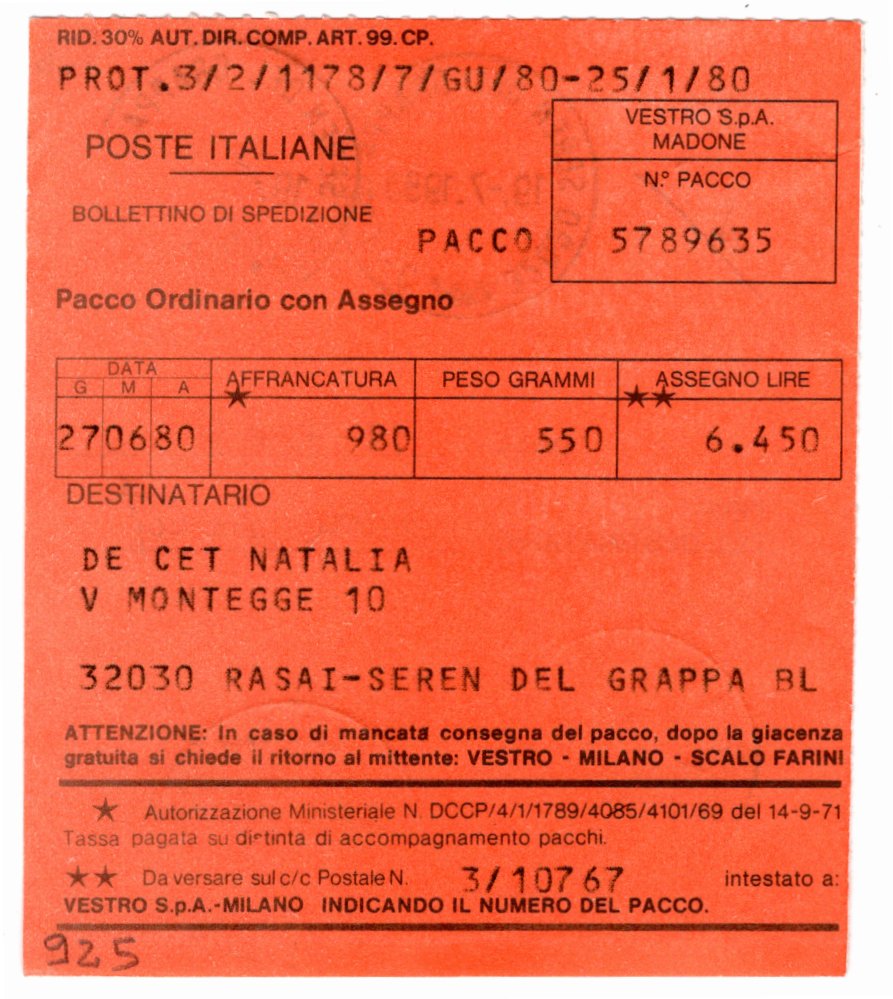 RID. 30% AUT. DIR. COMP. ART. 99. CP.
PROT.3/2/1178/7/GU/80-25/1/80
POSTE ITALIANE
BOLLETTINO DI SPEDIZIONE
VESTRO S.p.A.
MADONE
N.º PACCO
PACCO 5789635
Pacco Ordinario con Assegno
DATA
G M A AFFRANCATURA PESO GRAMMI ASSEGNO LIRE
★ ★★
270680 980 550 6.450
DESTINATARIO
DE CET NATALIA
V MONTEGGE 10
32030 RASAI-SEREN DEL GRAPPA BL
ATTENZIONE: In caso di mancata consegna del pacco, dopo la giacenza
gratuita si chiede il ritorno al mittente: VESTRO - MILANO - SCALO FARINI
★ Autorizzazione Ministeriale N. DCCP/4/1/1789/4085/4101/69 del 14-9-71
Tassa pagata su distinta di accompagnamento pacchi.
★★ Da versare sul c/c Postale N. 3/10767 intestato a:
VESTRO S.p.A.-MILANO INDICANDO IL NUMERO DEL PACCO.
925